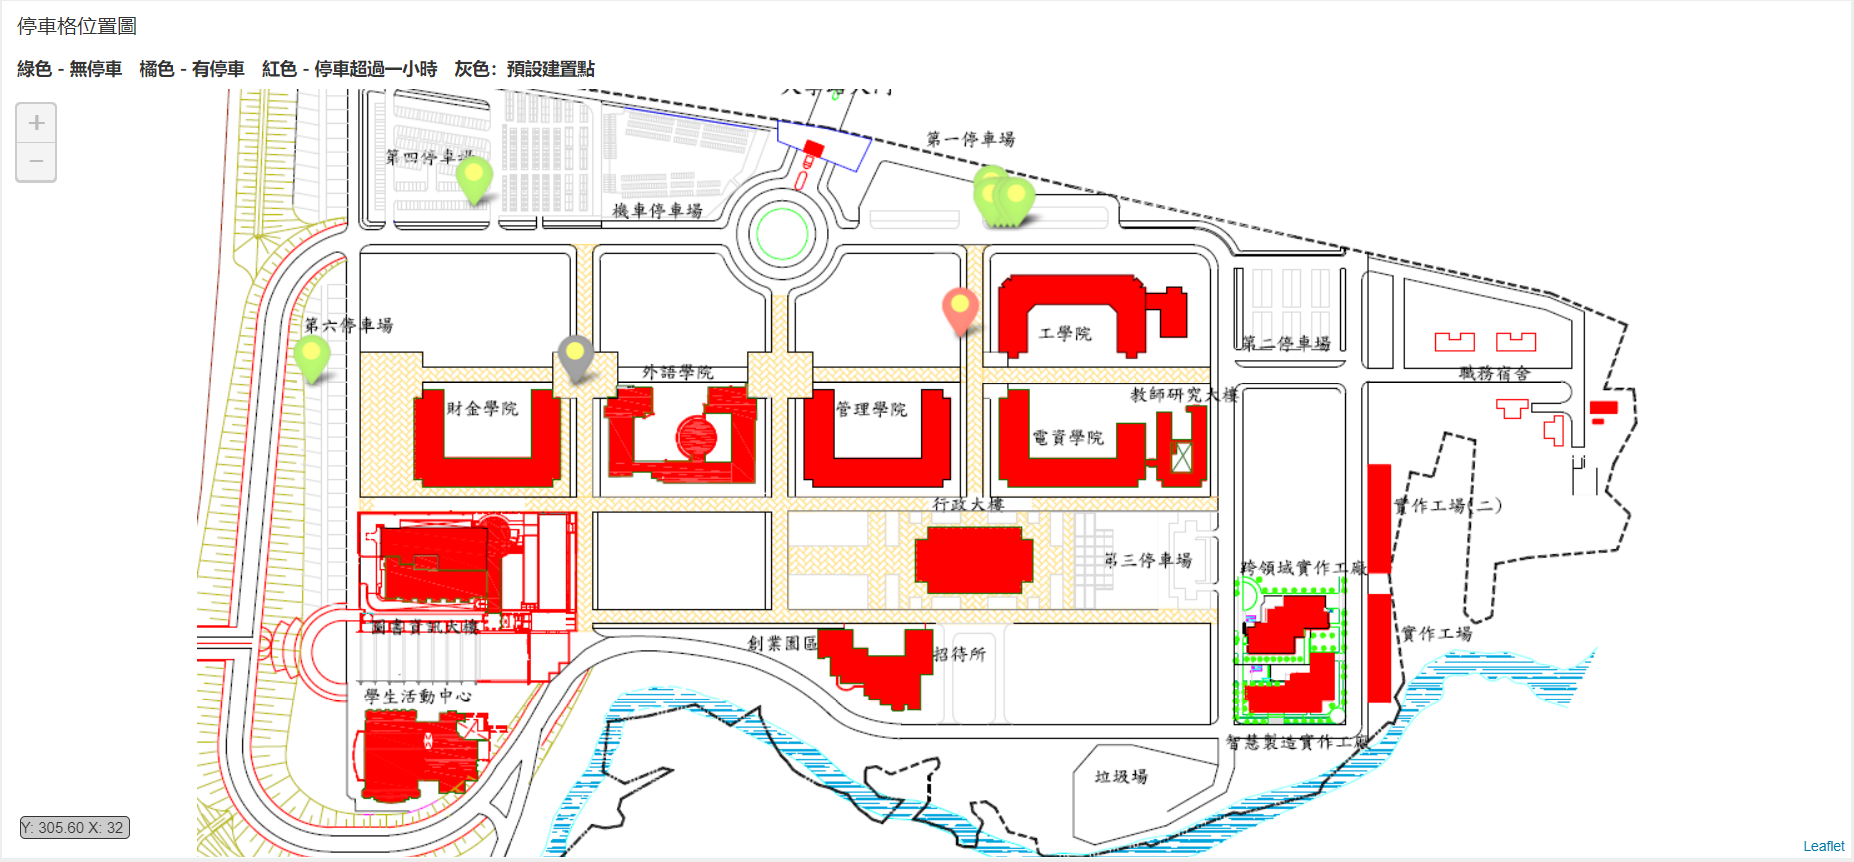 停車格位置圖
綠色 - 無停車 橘色 - 有停車 紅色 - 停車超過一小時 灰色: 預設建置點
+
−
第一停車場
第四停車場
機車停車場
第六停車場
工學院
第二停車場
外語學院
職務宿舍
教師研究大樓
財金學院
管理學院
電資學院
行政大樓
實作工場(二)
第三停車場
跨領域實作工廠
圖書資訊大樓
實作工場
創業園區
招待所
學生活動中心
智慧製造實作工廠
垃圾場
Y: 305.60 X: 32
Leaflet